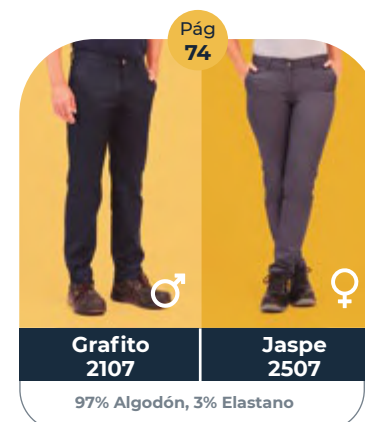 Pág
74
Grafito
2107
Jaspe
2507
97% Algodón, 3% Elastano